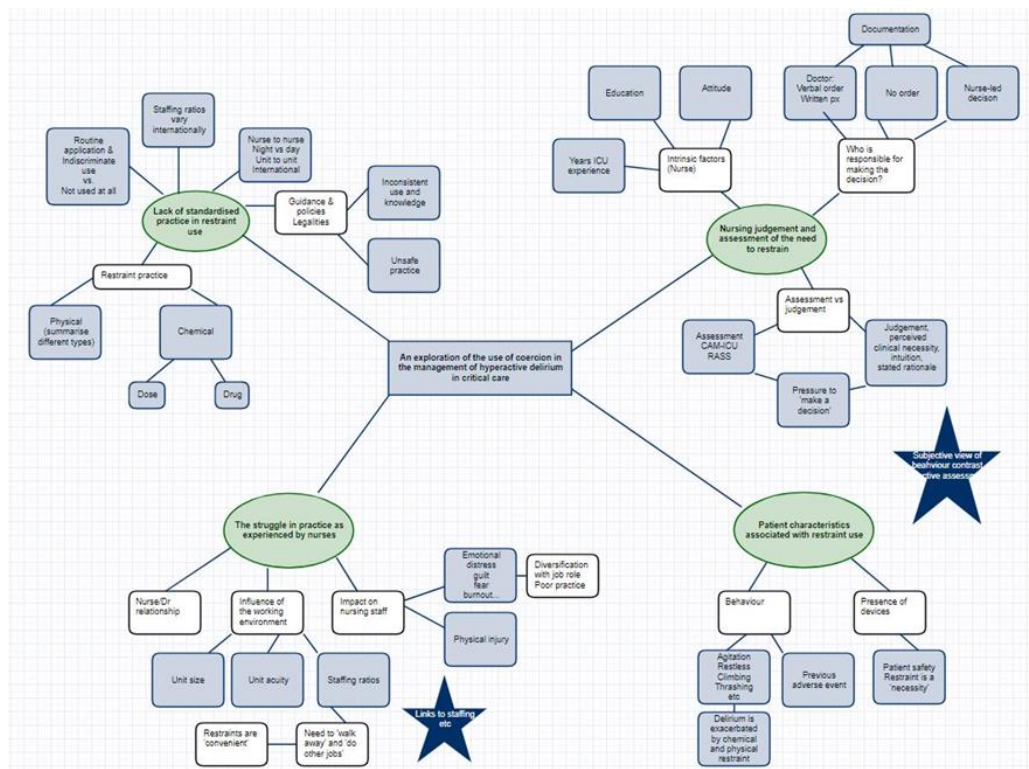 Documentation
Doctor:
Verbal order
Written px
No order
Nurse-led
decison
Education
Attitude
Years ICU
experience
Intrinsic factors
(Nurse)
Who is
responsible for
making the
decision?
Staffing ratios
vary
internationally
Routine
application &
Indiscriminate
use
vs.
Not used at all
Nurse to nurse
Night vs day
Unit to unit
International
Guidance &
policies
Legalities
Inconsistent
use and
knowledge
Unsafe
practice
Lack of standardised
practice in restraint
use
Nursing judgement and
assessment of the need
to restrain
Restraint practice
Physical
(summarise
different types)
Chemical
Dose
Drug
Assessment vs
judgement
Assessment
CAM-ICU
RASS
Judgement,
perceived
clinical necessity,
intuition,
stated rationale
Pressure to
'make a
decision'
An exploration of the use of coercion in
the management of hyperactive delirium
in critical care
Subjective view of
beahviour contrast
ective assess
The struggle in practice as
experienced by nurses
Patient characteristics
associated with restraint use
Nurse/Dr
relationship
Influence of
the working
environment
Impact on
nursing staff
Emotional
distress
guilt
fear
burnout...
Diversification
with job role
Poor practice
Physical injury
Unit size
Unit acuity
Staffing ratios
Restraints are
'convenient'
Need to 'walk
away' and 'do
other jobs'
Links to staffing
etc
Behaviour
Presence of
devices
Agitation
Restless
Climbing
Thrashing
etc
Previous
adverse event
Patient safety
Restraint is a
'necessity'
Delirium is
exacerbated
by chemical
and physical
restraint